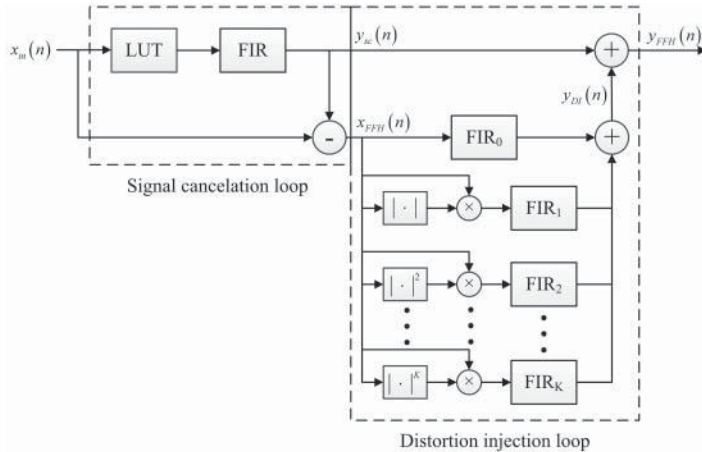 x_in(n)
LUT
FIR
y_sc(n)
+
y_FFH(n)
y_DI(n)
-
x_FFH(n)
FIR_0
+
Signal cancelation loop
| · |
×
FIR_1
| · |^2
×
FIR_2
| · |^K
×
FIR_K
Distortion injection loop